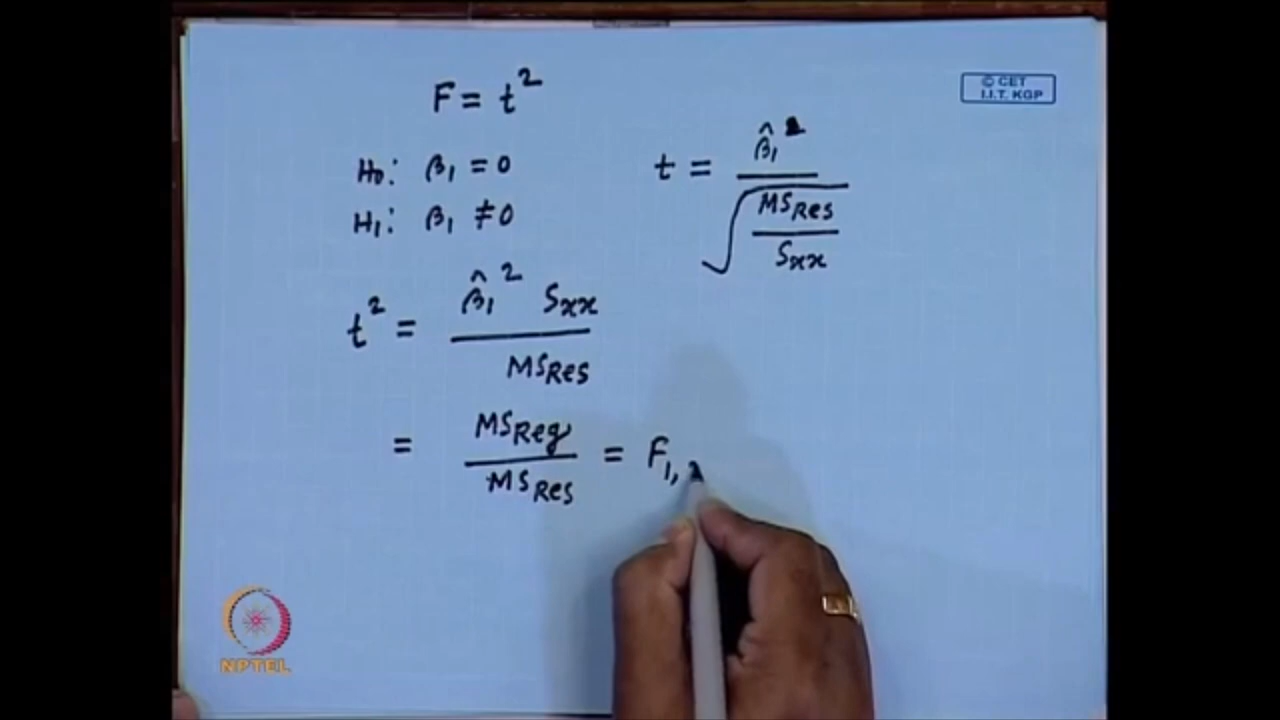 F = t²
© CET
I.I.T. KGP
H₀: β₁ = 0
H₁: β₁ ≠ 0
t = β̂₁ / √(MS_Res / S_xx)
t² = β̂₁² S_xx / MS_Res
= MS_Reg / MS_Res = F₁,
NPTEL